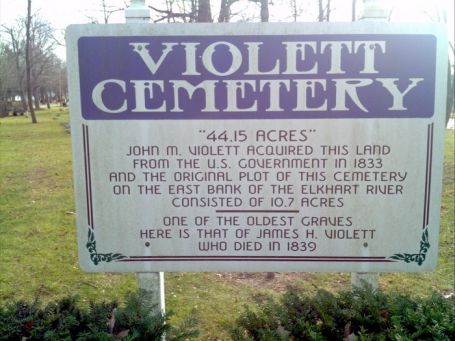 VIOLETT
CEMETERY
"44.15 ACRES"
JOHN M. VIOLETT ACQUIRED THIS LAND
FROM THE U.S. GOVERNMENT IN 1833
AND THE ORIGINAL PLOT OF THIS CEMETERY
ON THE EAST BANK OF THE ELKHART RIVER
CONSISTED OF 10.7 ACRES
ONE OF THE OLDEST GRAVES
HERE IS THAT OF JAMES H. VIOLETT
WHO DIED IN 1839